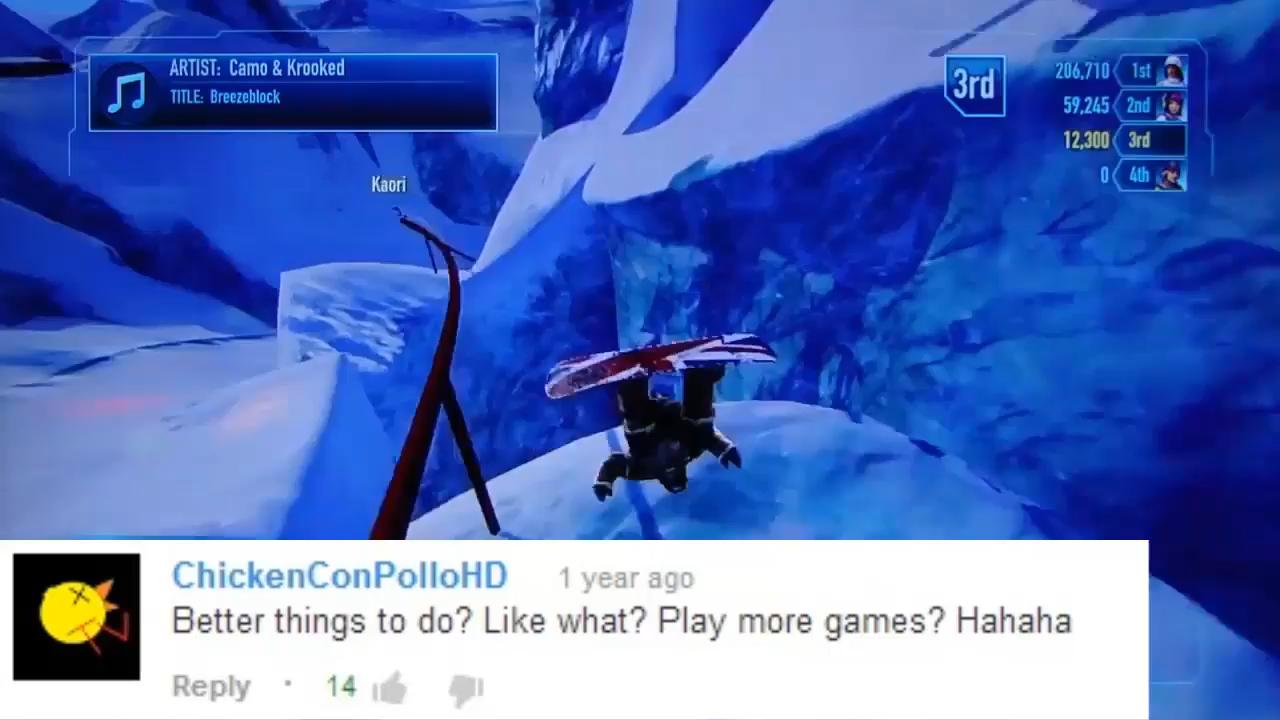 ARTIST: Camo & Krooked
TITLE: Breezeblock
3rd
206,710 1st
59,245 2nd
12,300 3rd
0 4th
Kaori
ChickenConPolloHD 1 year ago
Better things to do? Like what? Play more games? Hahaha
Reply · 14